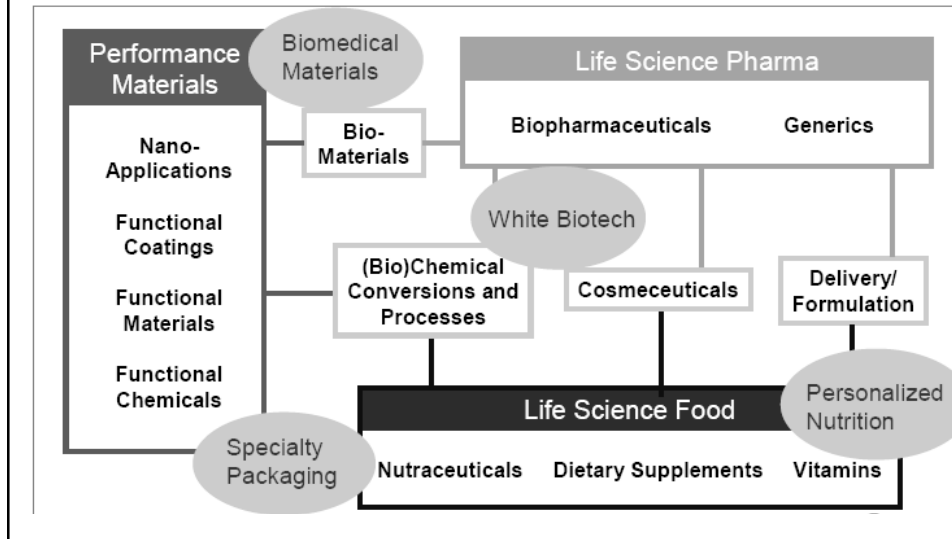 Performance
Materials
Nano-
Applications
Functional
Coatings
Functional
Materials
Functional
Chemicals
Biomedical
Materials
Bio-
Materials
Life Science Pharma
Biopharmaceuticals
Generics
White Biotech
(Bio)Chemical
Conversions and
Processes
Cosmeceuticals
Delivery/
Formulation
Life Science Food
Nutraceuticals
Dietary Supplements
Vitamins
Personalized
Nutrition
Specialty
Packaging